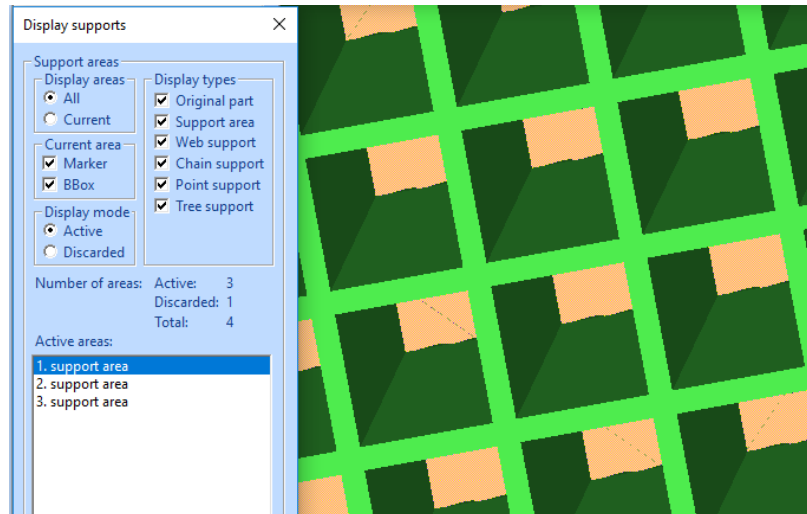 Display supports
Support areas
Display areas
All
Current
Current area
Marker
BBox
Display mode
Active
Discarded
Display types
Original part
Support area
Web support
Chain support
Point support
Tree support
Number of areas: Active: 3
Discarded: 1
Total: 4
Active areas:
1. support area
2. support area
3. support area